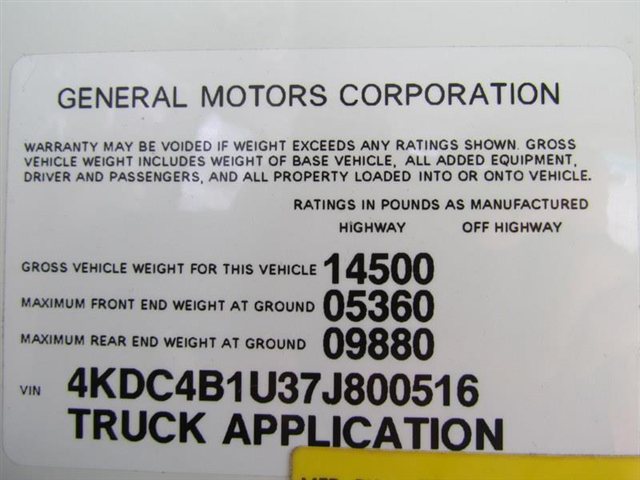 GENERAL MOTORS CORPORATION
WARRANTY MAY BE VOIDED IF WEIGHT EXCEEDS ANY RATINGS SHOWN. GROSS
VEHICLE WEIGHT INCLUDES WEIGHT OF BASE VEHICLE, ALL ADDED EQUIPMENT,
DRIVER AND PASSENGERS, AND ALL PROPERTY LOADED INTO OR ONTO VEHICLE.
RATINGS IN POUNDS AS MANUFACTURED
HIGHWAY OFF HIGHWAY
GROSS VEHICLE WEIGHT FOR THIS VEHICLE 14500
MAXIMUM FRONT END WEIGHT AT GROUND 05360
MAXIMUM REAR END WEIGHT AT GROUND 09880
VIN 4KDC4B1U37J800516
TRUCK APPLICATION